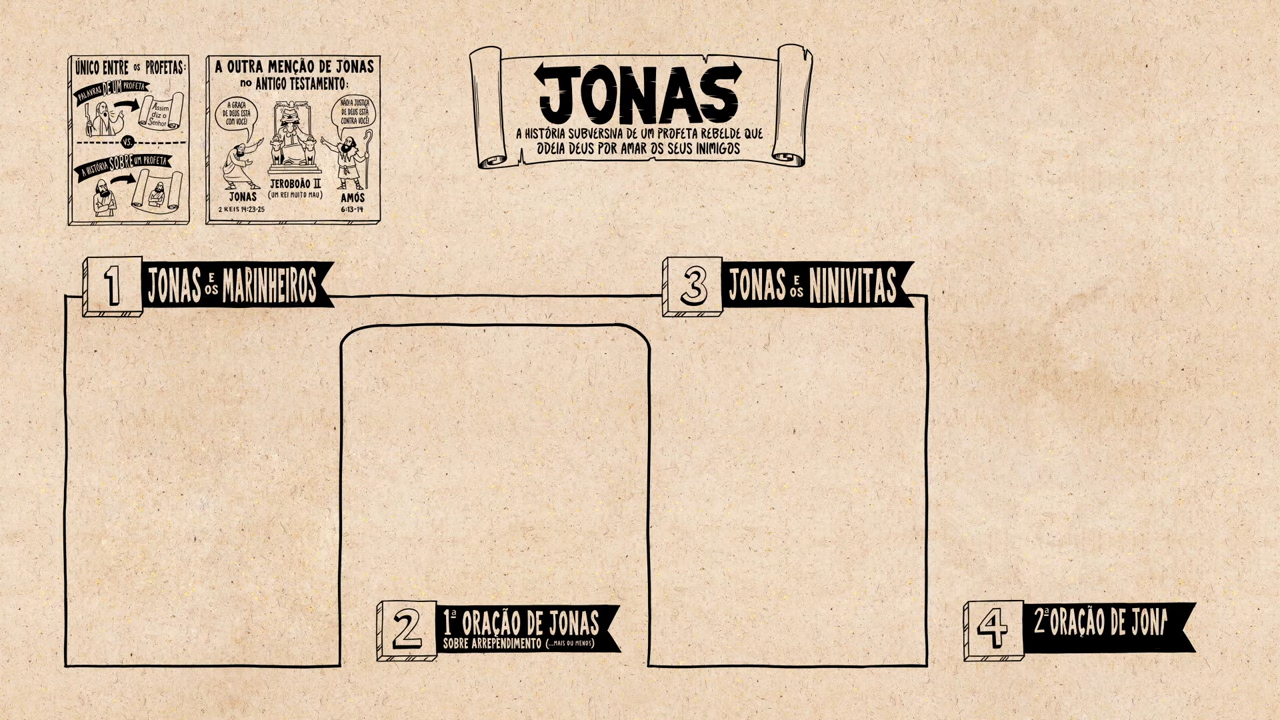 ÚNICO ENTRE OS PROFETAS:
PALAVRAS DE UM PROFETA
Assim
diz o
Senhor
VS.
A HISTÓRIA SOBRE UM PROFETA
A OUTRA MENÇÃO DE JONAS
NO ANTIGO TESTAMENTO:
A GRAÇA
DE DEUS ESTÁ
COM VOCÊ!
NÃO! A JUSTIÇA
DE DEUS ESTÁ
CONTRA VOCÊ!
JONAS
2 REIS 14:23-25
JEROBOÃO II
(UM REI MUITO MAU)
AMÓS
6:13-14
JONAS
A HISTÓRIA SUBVERSIVA DE UM PROFETA REBELDE QUE
ODEIA DEUS POR AMAR OS SEUS INIMIGOS
1 JONAS E OS MARINHEIROS
3 JONAS E OS NINIVITAS
2 1ª ORAÇÃO DE JONAS
SOBRE ARREPENDIMENTO (...MAIS OU MENOS)
4 2ª ORAÇÃO DE JON